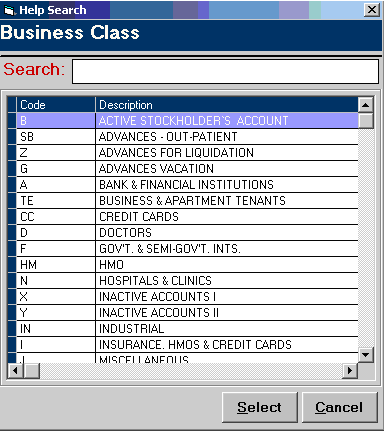 Help Search
Business Class
Search:
Code Description
B ACTIVE STOCKHOLDER`S ACCOUNT
SB ADVANCES - OUT-PATIENT
Z ADVANCES FOR LIQUIDATION
G ADVANCES VACATION
A BANK & FINANCIAL INSTITUTIONS
TE BUSINESS & APARTMENT TENANTS
CC CREDIT CARDS
D DOCTORS
F GOV'T. & SEMI-GOV'T. INTS.
HM HMO
N HOSPITALS & CLINICS
X INACTIVE ACCOUNTS I
Y INACTIVE ACCOUNTS II
IN INDUSTRIAL
I INSURANCE. HMOS & CREDIT CARDS
MISCELLANEOUS
Select Cancel